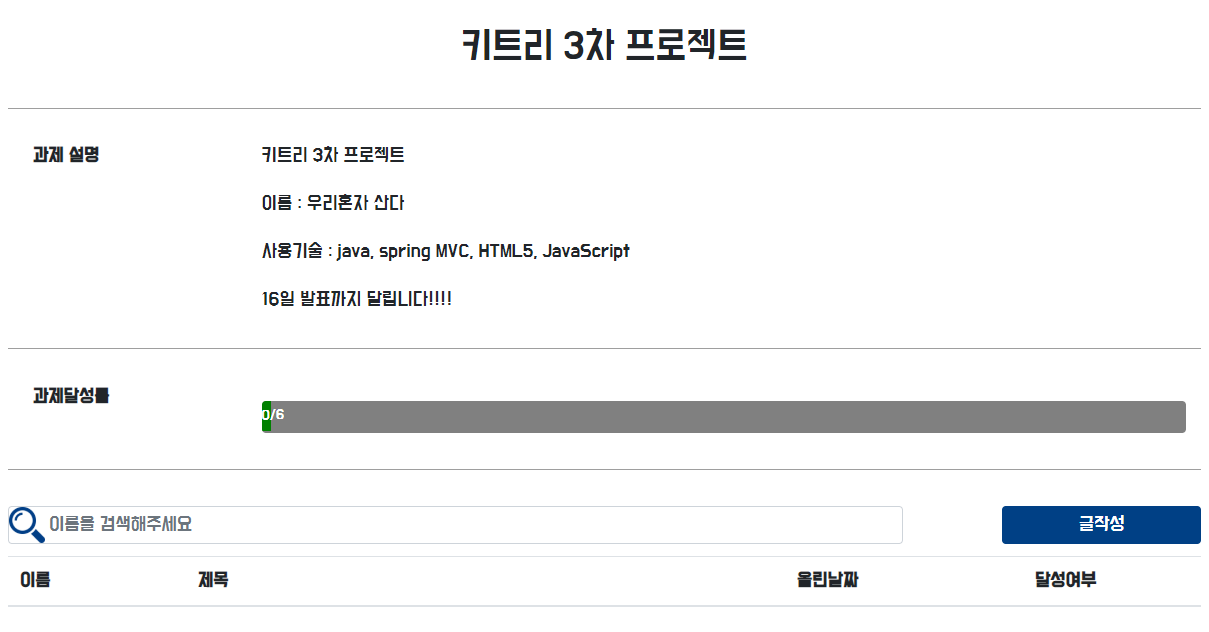 키트리 3차 프로젝트
과제 설명
키트리 3차 프로젝트
이름 : 우리혼자 산다
사용기술 : java, spring MVC, HTML5, JavaScript
16일 발표까지 달립니다!!!!
과제달성률
0/6
이름을 검색해주세요
글작성
이름 제목 올린날짜 달성여부